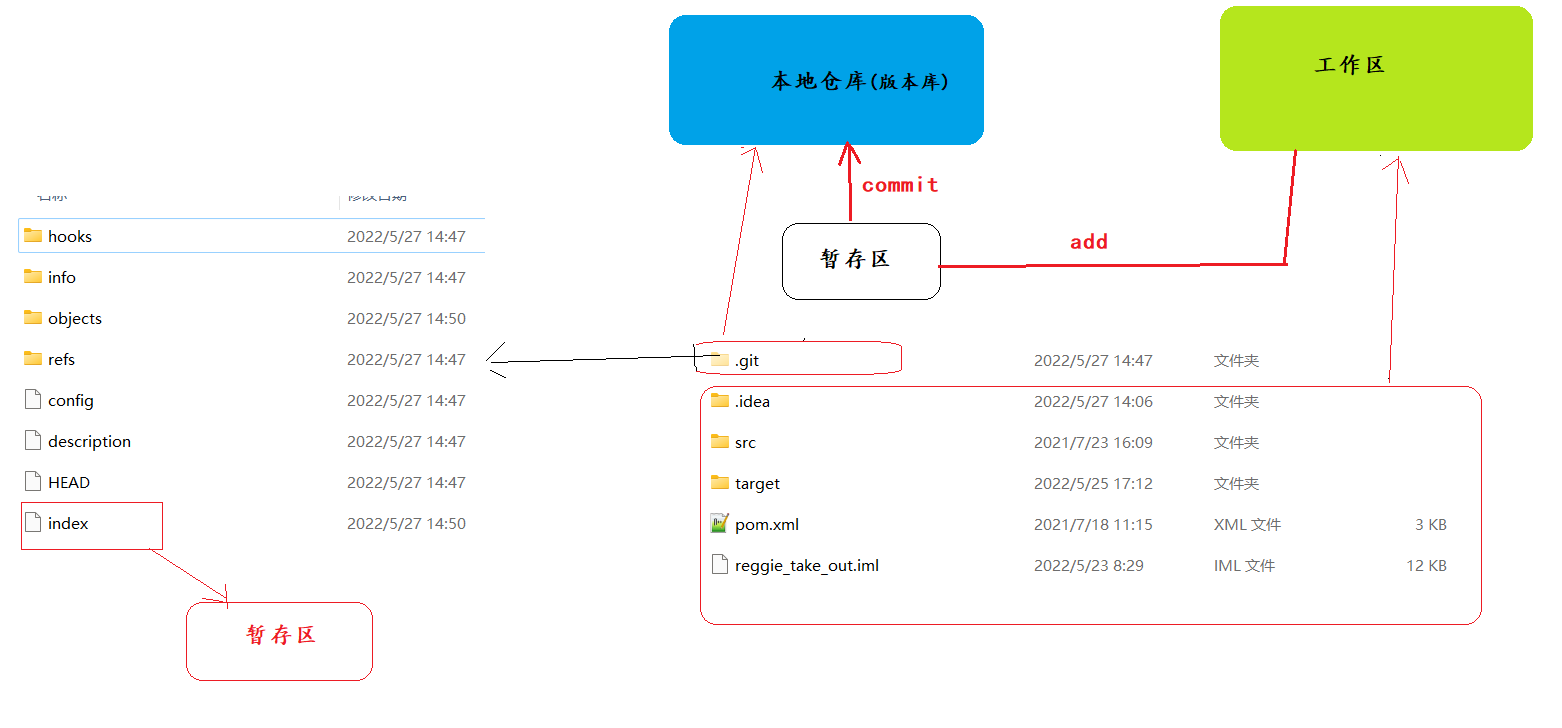 本地仓库(版本库)
工作区
commit
暂存区
add
名称 修改日期
hooks 2022/5/27 14:47
info 2022/5/27 14:47
objects 2022/5/27 14:50
refs 2022/5/27 14:47
config 2022/5/27 14:47
description 2022/5/27 14:47
HEAD 2022/5/27 14:47
index 2022/5/27 14:50
暂存区
.git 2022/5/27 14:47 文件夹
.idea 2022/5/27 14:06 文件夹
src 2021/7/23 16:09 文件夹
target 2022/5/25 17:12 文件夹
pom.xml 2021/7/18 11:15 XML 文件 3 KB
reggie_take_out.iml 2022/5/23 8:29 IML 文件 12 KB